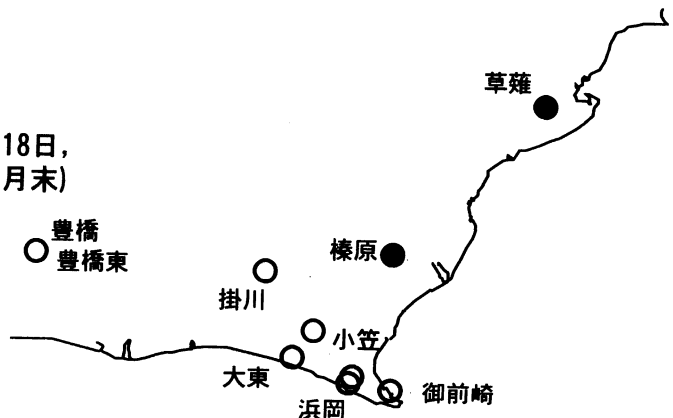 草薙
18日,
月末)
豊橋
豊橋東
榛原
掛川
小笠
大東
御前崎
浜岡